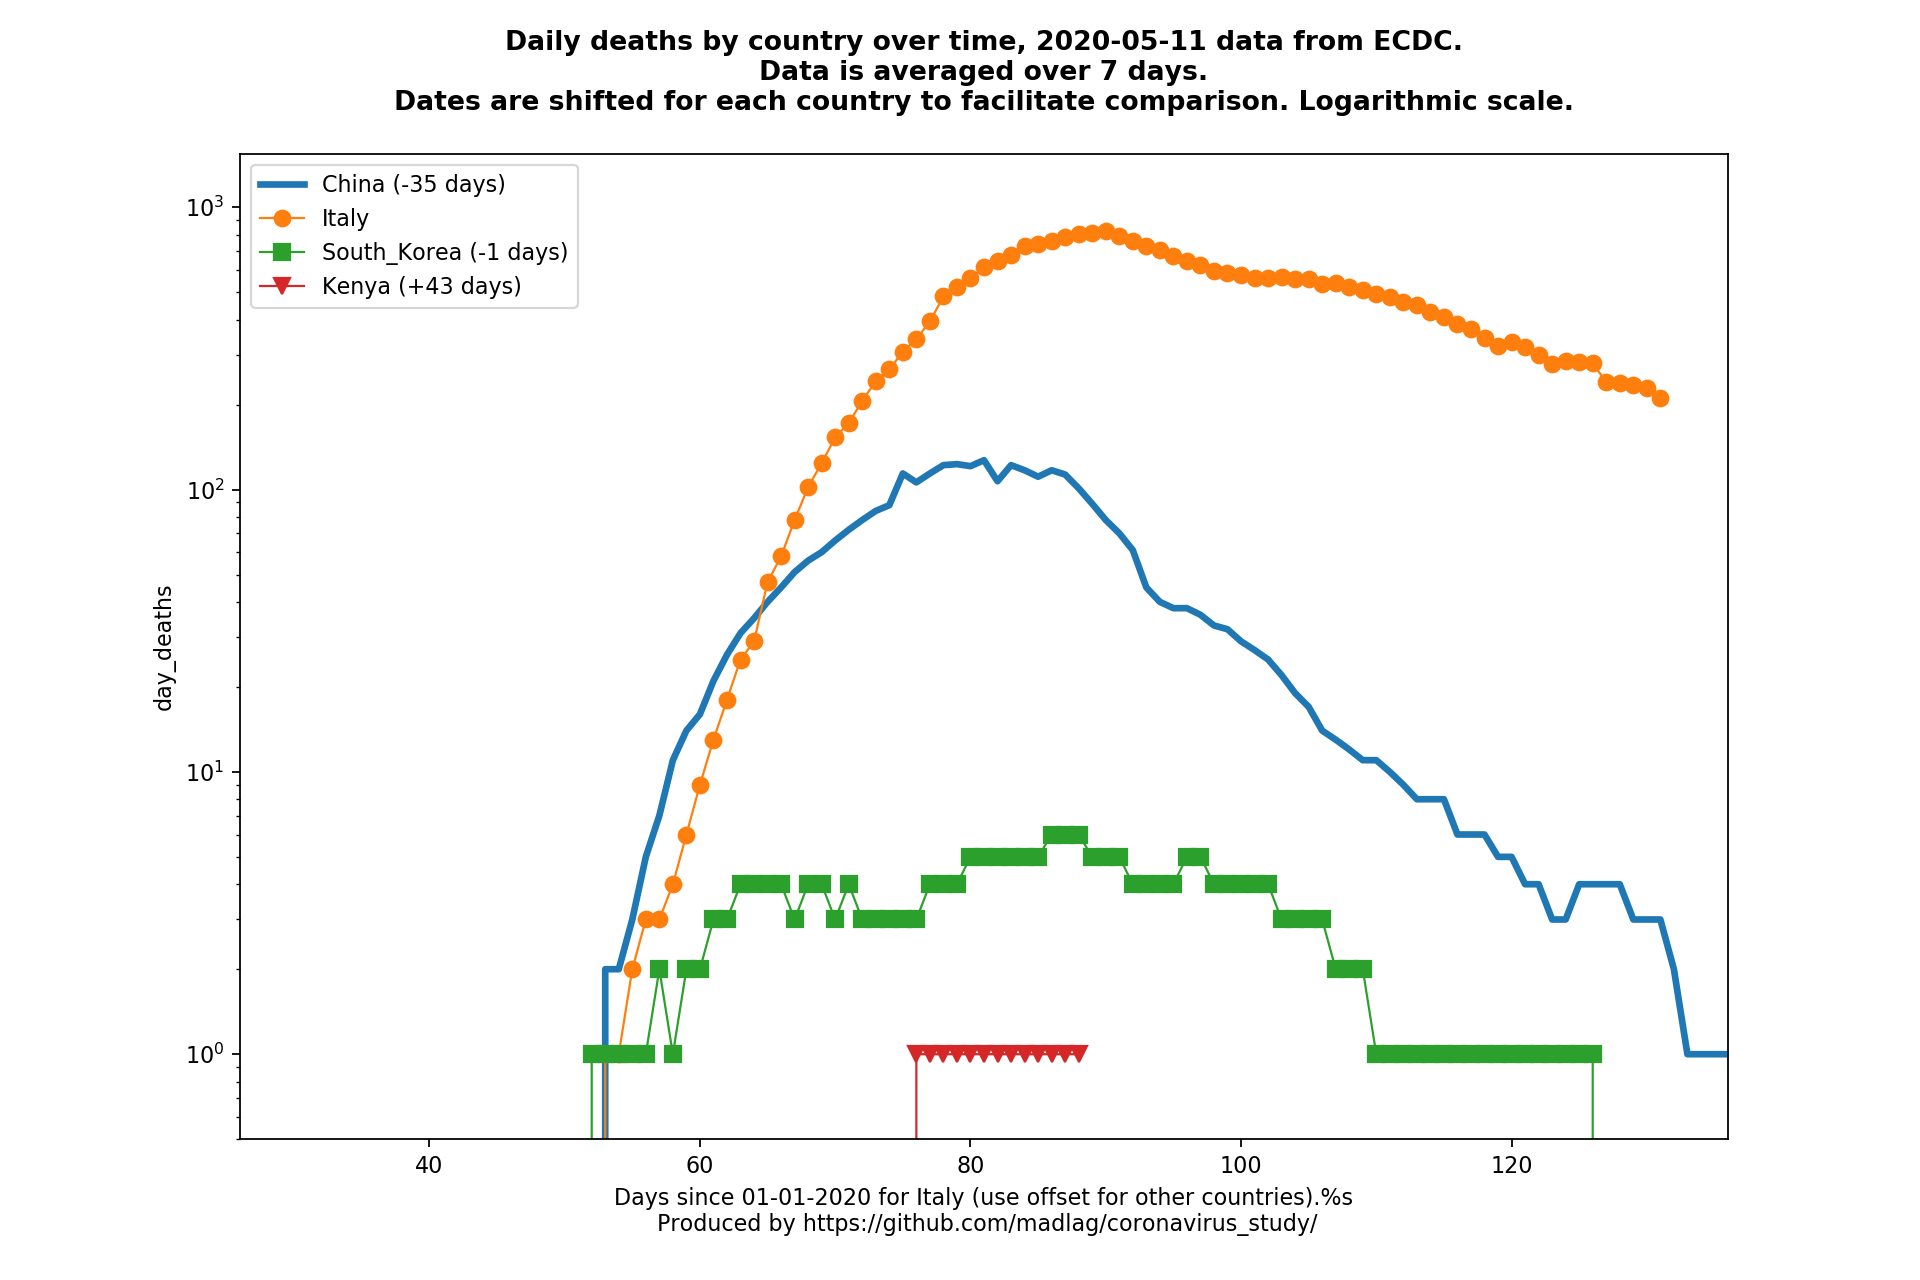 Daily deaths by country over time, 2020-05-11 data from ECDC.
Data is averaged over 7 days.
Dates are shifted for each country to facilitate comparison. Logarithmic scale.
China (-35 days)
Italy
South_Korea (-1 days)
Kenya (+43 days)
10³
10²
10¹
10⁰
day_deaths
40 60 80 100 120
Days since 01-01-2020 for Italy (use offset for other countries).%s
Produced by https://github.com/madlag/coronavirus_study/